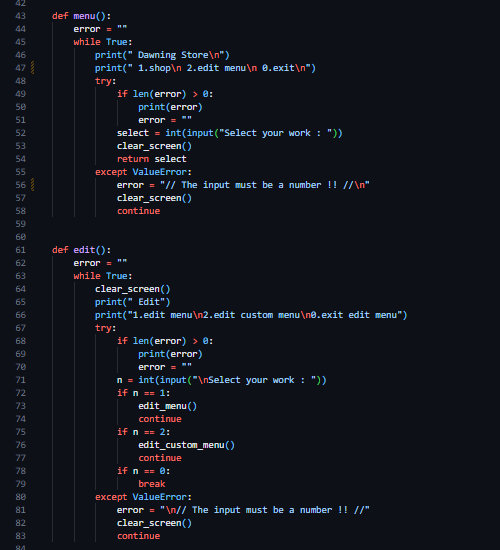 42
43 def menu():
44     error = ""
45     while True:
46         print(" Dawning Store\n")
47         print(" 1.shop\n 2.edit menu\n 0.exit\n")
48         try:
49             if len(error) > 0:
50                 print(error)
51                 error = ""
52             select = int(input("Select your work : "))
53             clear_screen()
54             return select
55         except ValueError:
56             error = "// The input must be a number !! //\n"
57             clear_screen()
58             continue
59
60
61 def edit():
62     error = ""
63     while True:
64         clear_screen()
65         print(" Edit")
66         print("1.edit menu\n2.edit custom menu\n0.exit edit menu")
67         try:
68             if len(error) > 0:
69                 print(error)
70                 error = ""
71             n = int(input("\nSelect your work : "))
72             if n == 1:
73                 edit_menu()
74                 continue
75             if n == 2:
76                 edit_custom_menu()
77                 continue
78             if n == 0:
79                 break
80         except ValueError:
81             error = "\n// The input must be a number !! //"
82             clear_screen()
83             continue
84